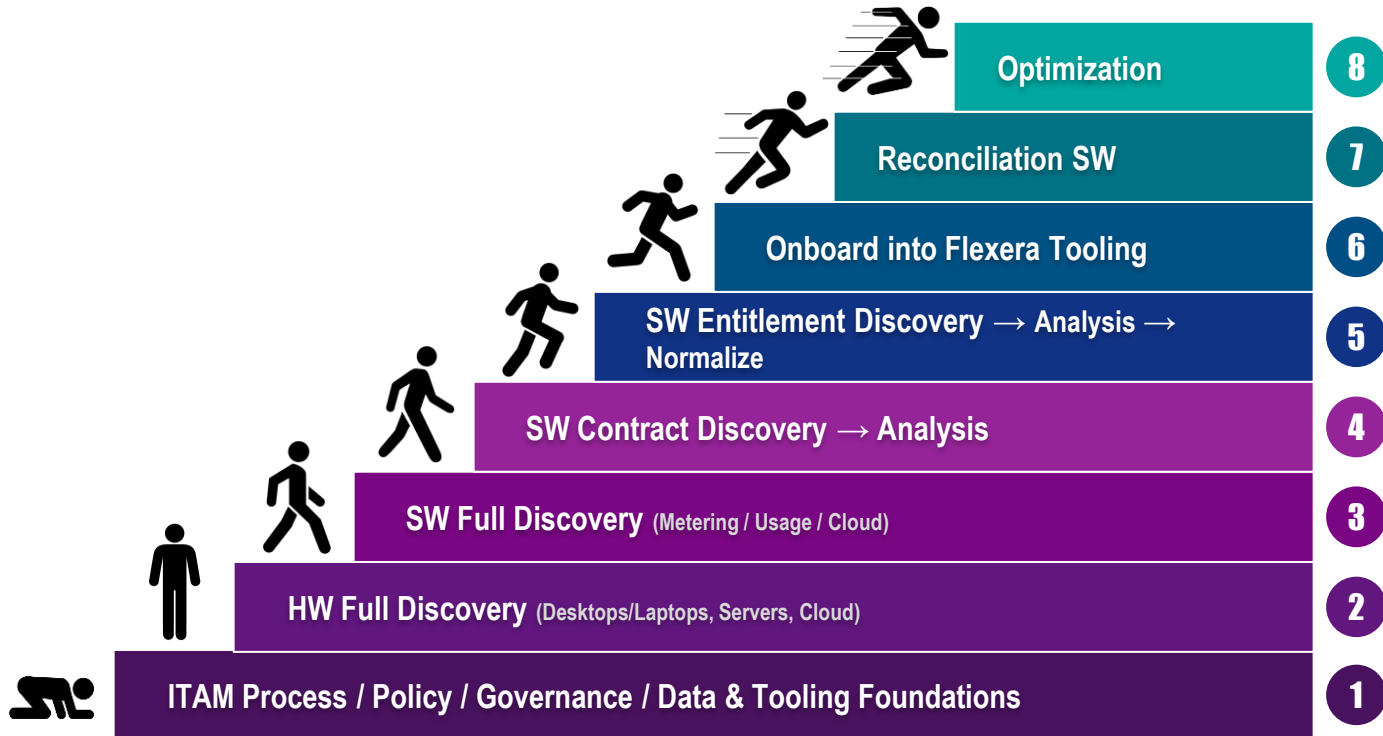 Optimization
8
Reconciliation SW
7
Onboard into Flexera Tooling
6
SW Entitlement Discovery → Analysis →
Normalize
5
SW Contract Discovery → Analysis
4
SW Full Discovery (Metering / Usage / Cloud)
3
HW Full Discovery (Desktops/Laptops, Servers, Cloud)
2
ITAM Process / Policy / Governance / Data & Tooling Foundations
1